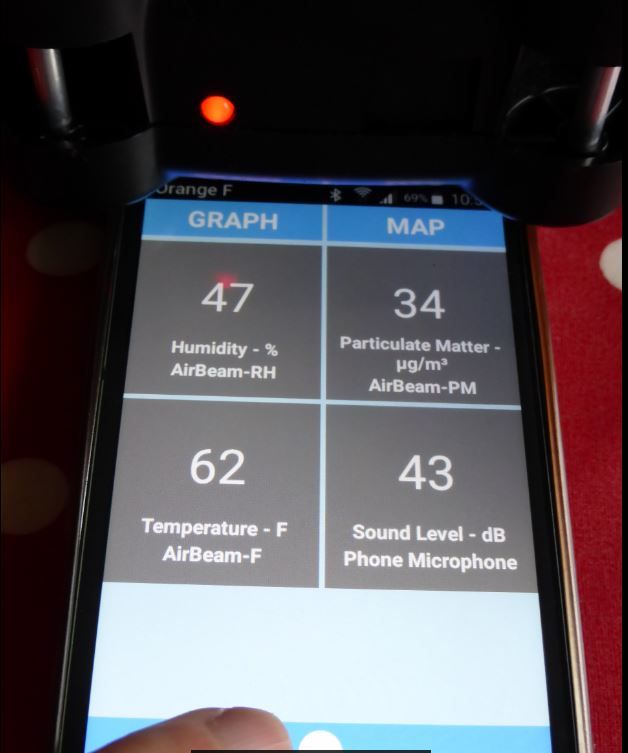 Orange F 69%
GRAPH MAP
47
Humidity - %
AirBeam-RH
34
Particulate Matter -
µg/m³
AirBeam-PM
62
Temperature - F
AirBeam-F
43
Sound Level - dB
Phone Microphone